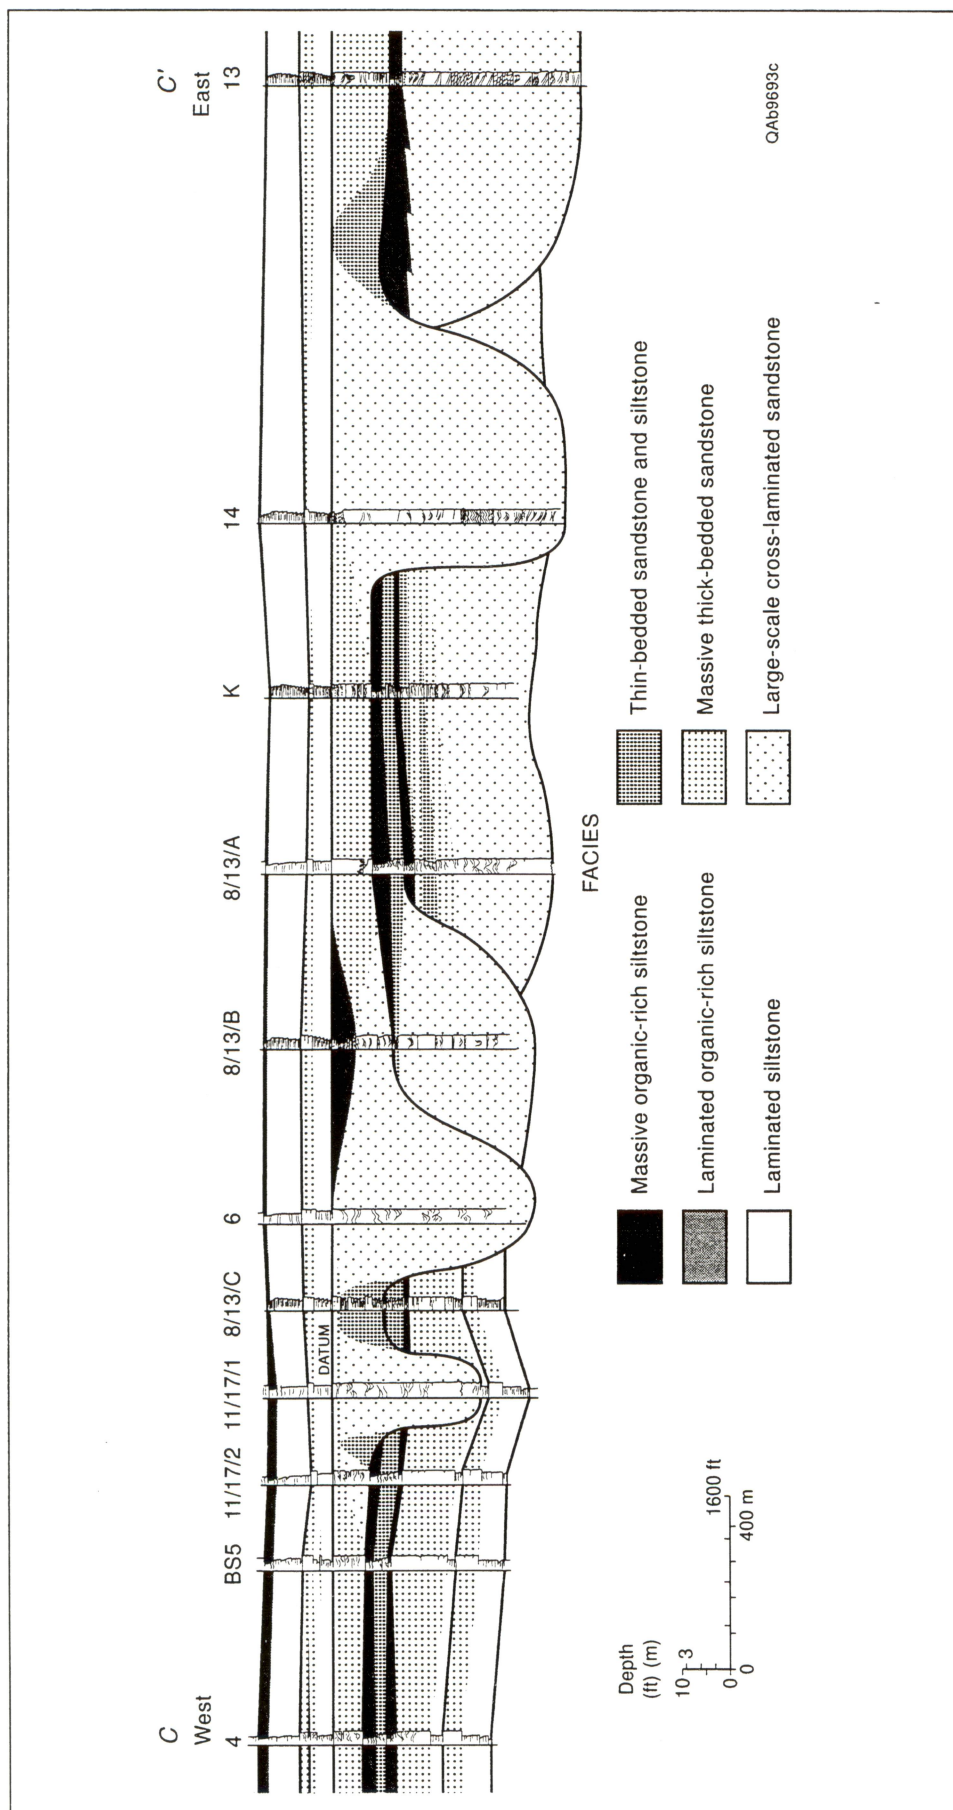 C
West
C'
East
4
BS5
11/17/2
11/17/1
8/13/C
6
8/13/B
8/13/A
K
14
13
DATUM
Depth
(ft) (m)
10 3
0 0
1600 ft
400 m
FACIES
Massive organic-rich siltstone
Laminated organic-rich siltstone
Laminated siltstone
Thin-bedded sandstone and siltstone
Massive thick-bedded sandstone
Large-scale cross-laminated sandstone
QAb9693c